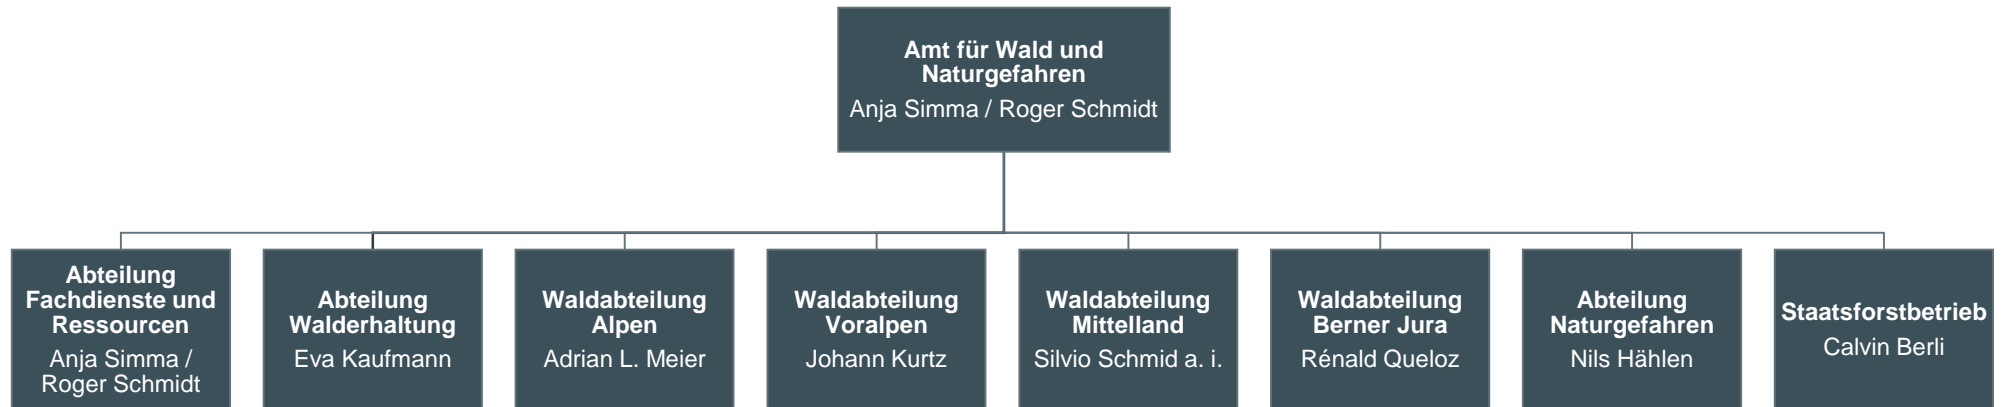 Amt für Wald und
Naturgefahren
Anja Simma / Roger Schmidt
Abteilung
Fachdienste und
Ressourcen
Anja Simma /
Roger Schmidt
Abteilung
Walderhaltung
Eva Kaufmann
Waldabteilung
Alpen
Adrian L. Meier
Waldabteilung
Voralpen
Johann Kurtz
Waldabteilung
Mittelland
Silvio Schmid a. i.
Waldabteilung
Berner Jura
Rénald Queloz
Abteilung
Naturgefahren
Nils Hählen
Staatsforstbetrieb
Calvin Berli